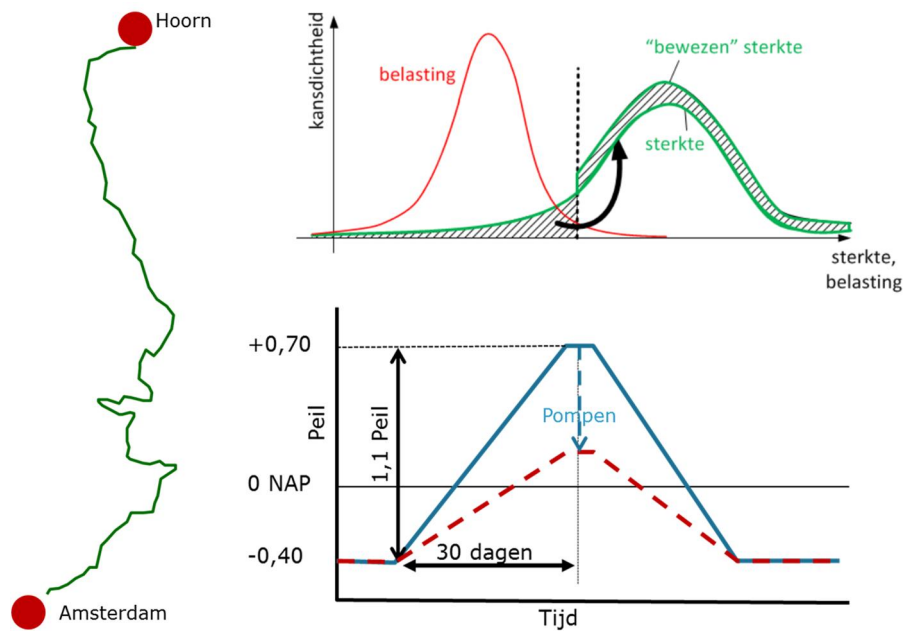 Hoorn
Amsterdam
kansdichtheid
belasting
“bewezen” sterkte
sterkte
sterkte,
belasting
+0,70
Peil
1,1 Peil
Pompen
0 NAP
-0,40
30 dagen
Tijd